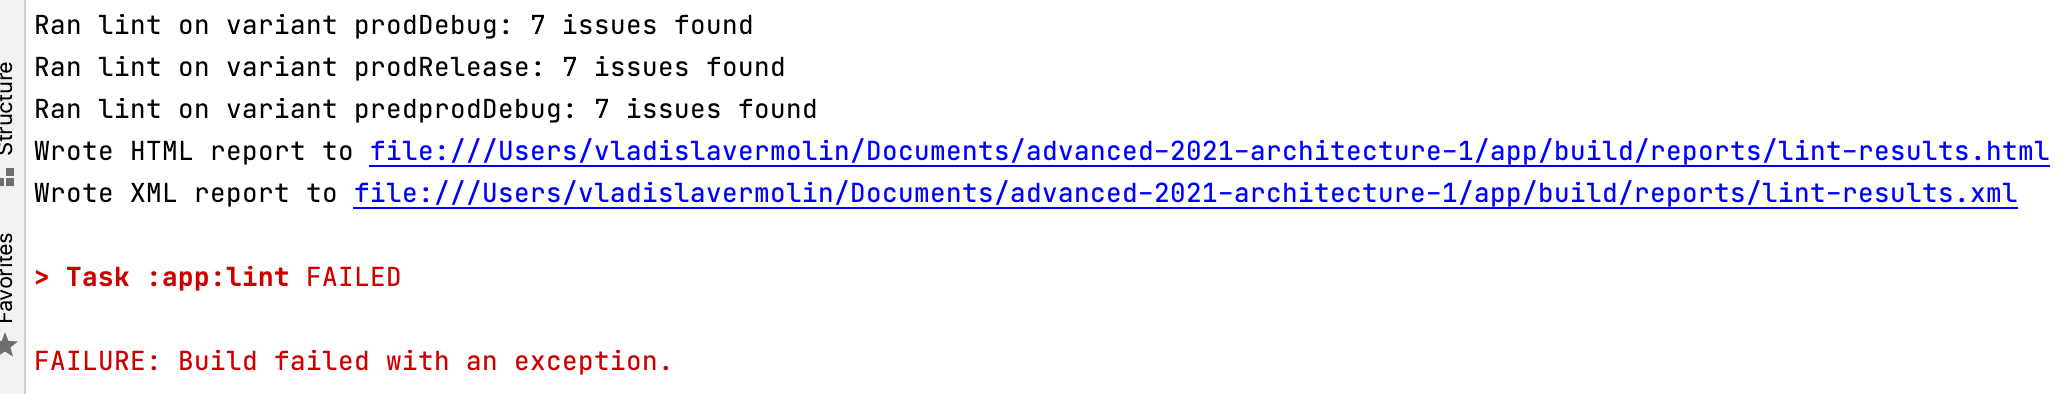 Structure
Favorites
Ran lint on variant prodDebug: 7 issues found
Ran lint on variant prodRelease: 7 issues found
Ran lint on variant predprodDebug: 7 issues found
Wrote HTML report to file:///Users/vladislavermolin/Documents/advanced-2021-architecture-1/app/build/reports/lint-results.html
Wrote XML report to file:///Users/vladislavermolin/Documents/advanced-2021-architecture-1/app/build/reports/lint-results.xml
> Task :app:lint FAILED
FAILURE: Build failed with an exception.